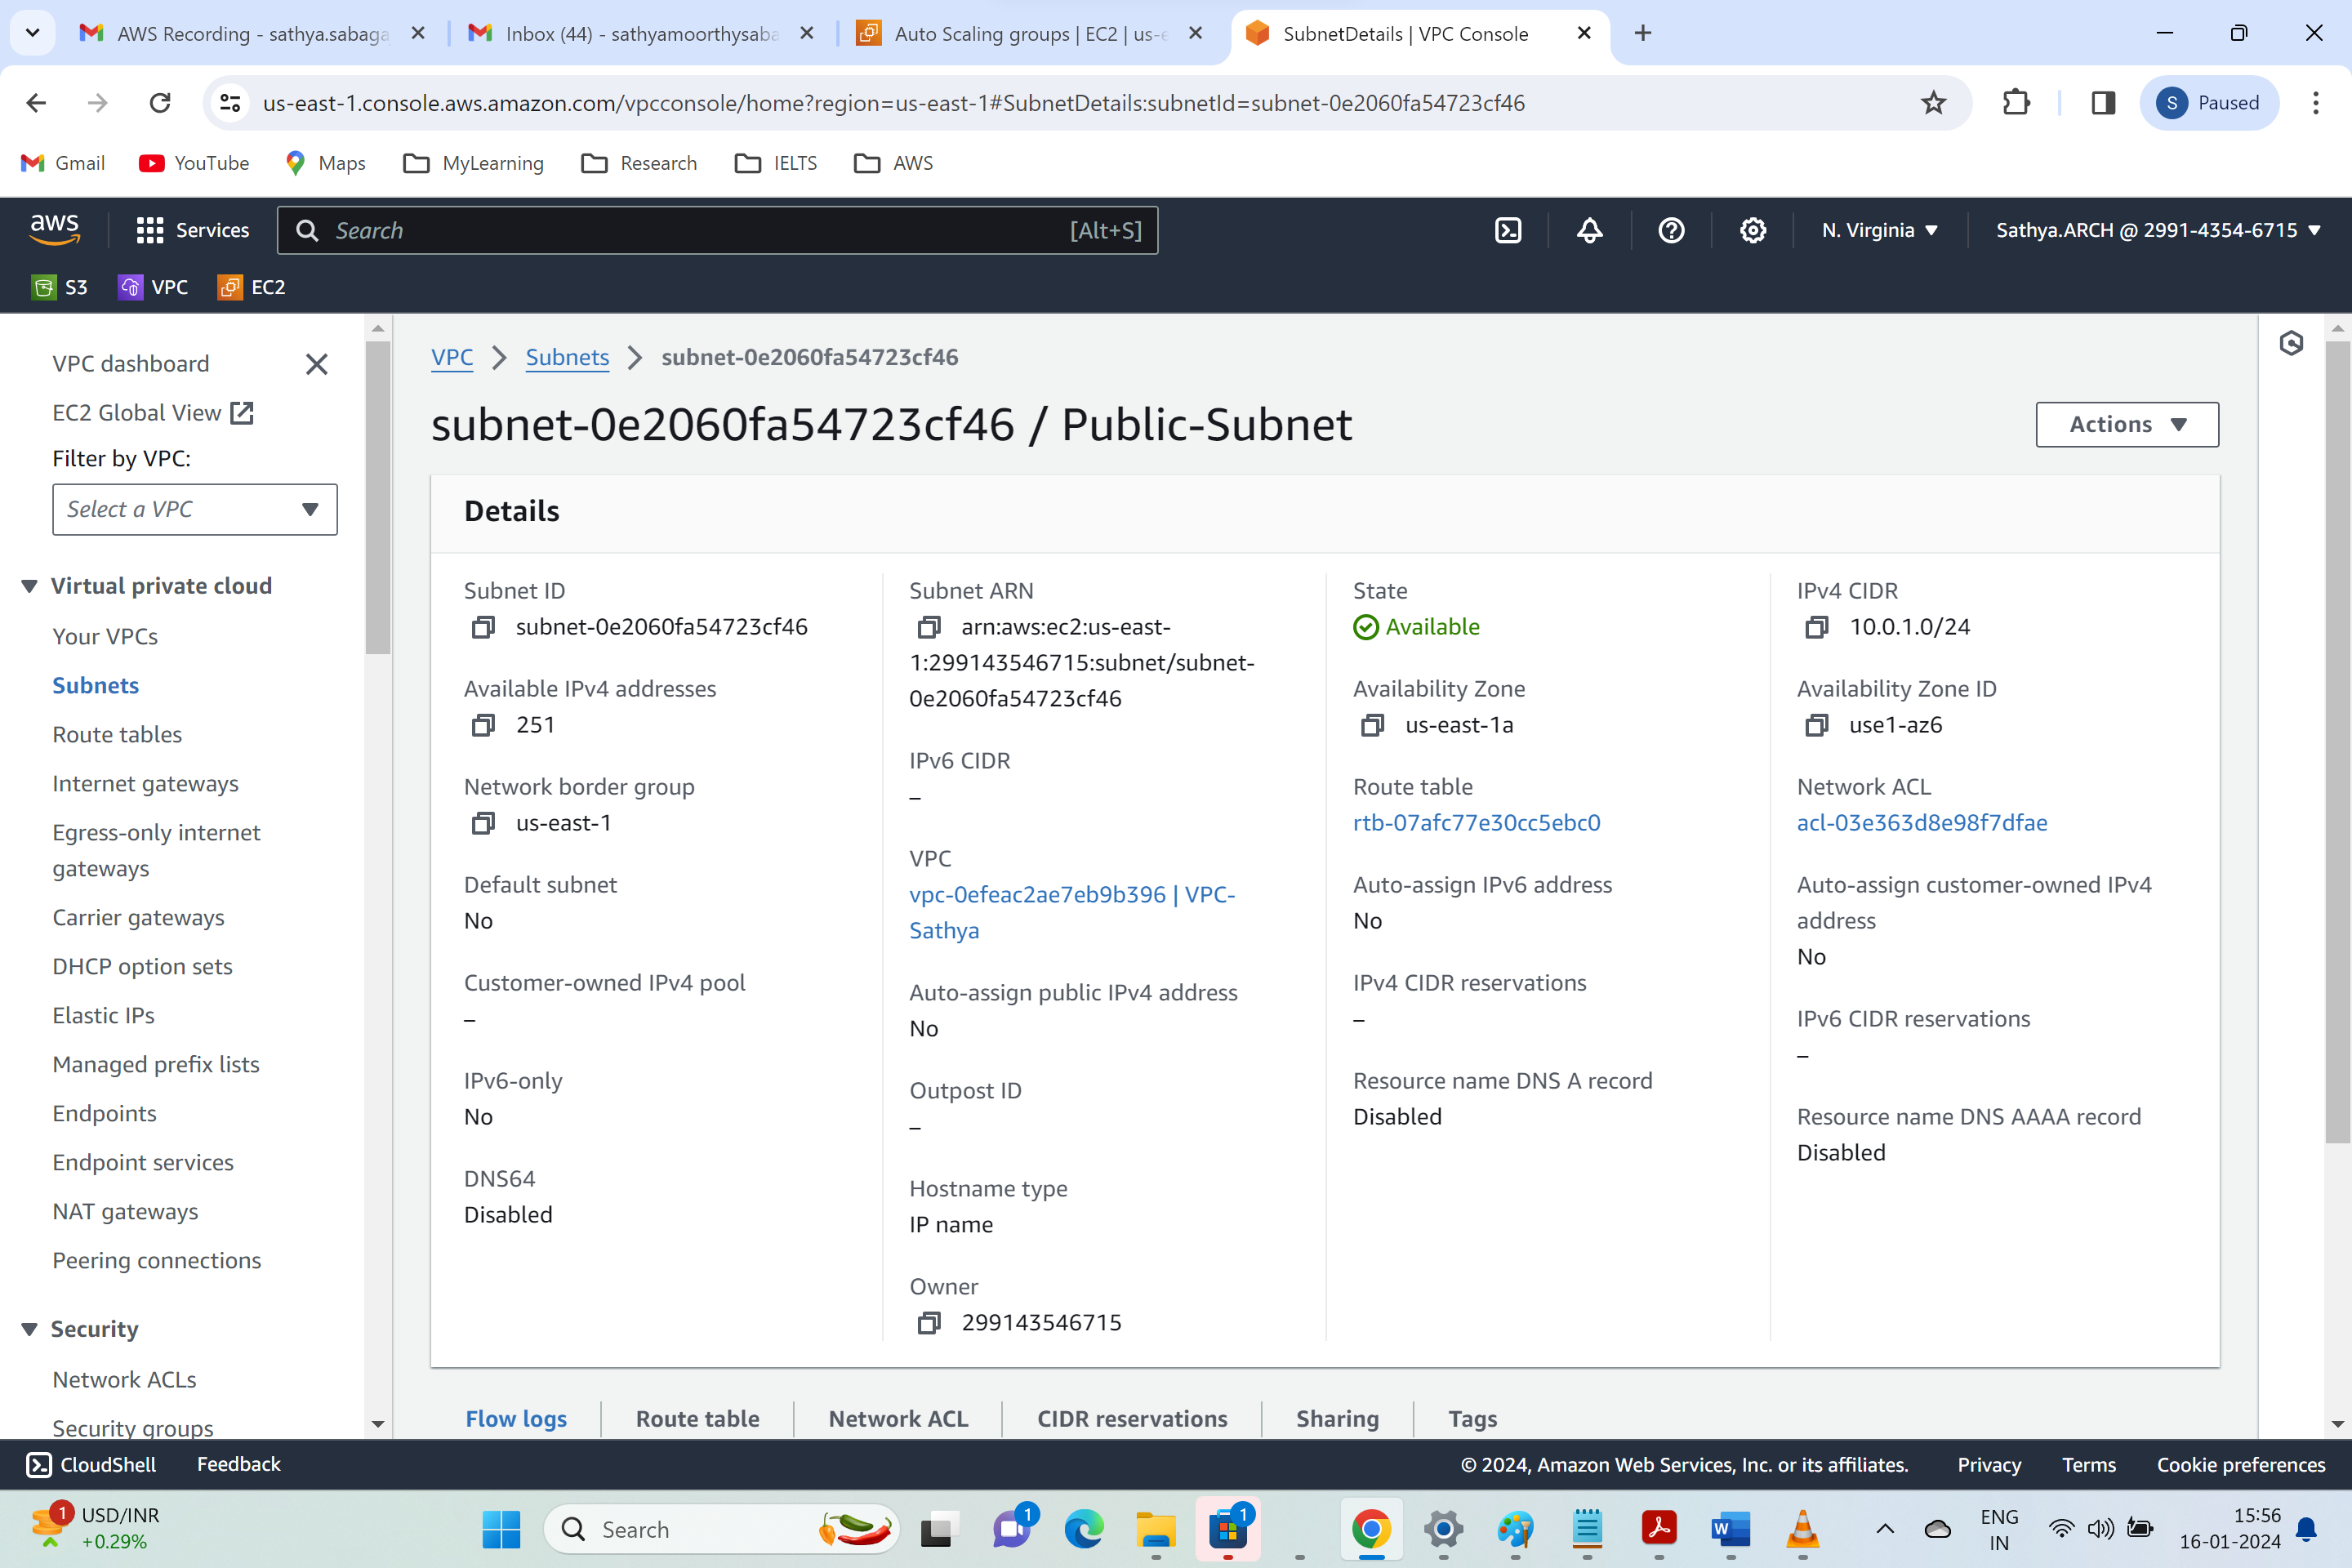 AWS Recording - sathya.sabaga
Inbox (44) - sathyamoorthysaba
Auto Scaling groups | EC2 | us-e
SubnetDetails | VPC Console
us-east-1.console.aws.amazon.com/vpcconsole/home?region=us-east-1#SubnetDetails:subnetId=subnet-0e2060fa54723cf46
S Paused
Gmail YouTube Maps MyLearning Research IELTS AWS
aws Services Search [Alt+S] N. Virginia Sathya.ARCH @ 2991-4354-6715
S3 VPC EC2
VPC dashboard
EC2 Global View
Filter by VPC:
Select a VPC
Virtual private cloud
Your VPCs
Subnets
Route tables
Internet gateways
Egress-only internet
gateways
Carrier gateways
DHCP option sets
Elastic IPs
Managed prefix lists
Endpoints
Endpoint services
NAT gateways
Peering connections
Security
Network ACLs
Security groups
VPC > Subnets > subnet-0e2060fa54723cf46
subnet-0e2060fa54723cf46 / Public-Subnet
Actions
Details
Subnet ID
subnet-0e2060fa54723cf46
Available IPv4 addresses
251
Network border group
us-east-1
Default subnet
No
Customer-owned IPv4 pool
–
IPv6-only
No
DNS64
Disabled
Subnet ARN
arn:aws:ec2:us-east-
1:299143546715:subnet/subnet-
0e2060fa54723cf46
IPv6 CIDR
–
VPC
vpc-0efeac2ae7eb9b396 | VPC-
Sathya
Auto-assign public IPv4 address
No
Outpost ID
–
Hostname type
IP name
Owner
299143546715
State
Available
Availability Zone
us-east-1a
Route table
rtb-07afc77e30cc5ebc0
Auto-assign IPv6 address
No
IPv4 CIDR reservations
–
Resource name DNS A record
Disabled
IPv4 CIDR
10.0.1.0/24
Availability Zone ID
use1-az6
Network ACL
acl-03e363d8e98f7dfae
Auto-assign customer-owned IPv4
address
No
IPv6 CIDR reservations
–
Resource name DNS AAAA record
Disabled
Flow logs Route table Network ACL CIDR reservations Sharing Tags
CloudShell Feedback © 2024, Amazon Web Services, Inc. or its affiliates. Privacy Terms Cookie preferences
1
USD/INR
+0.29%
Search
1
1
W
ENG
IN
15:56
16-01-2024